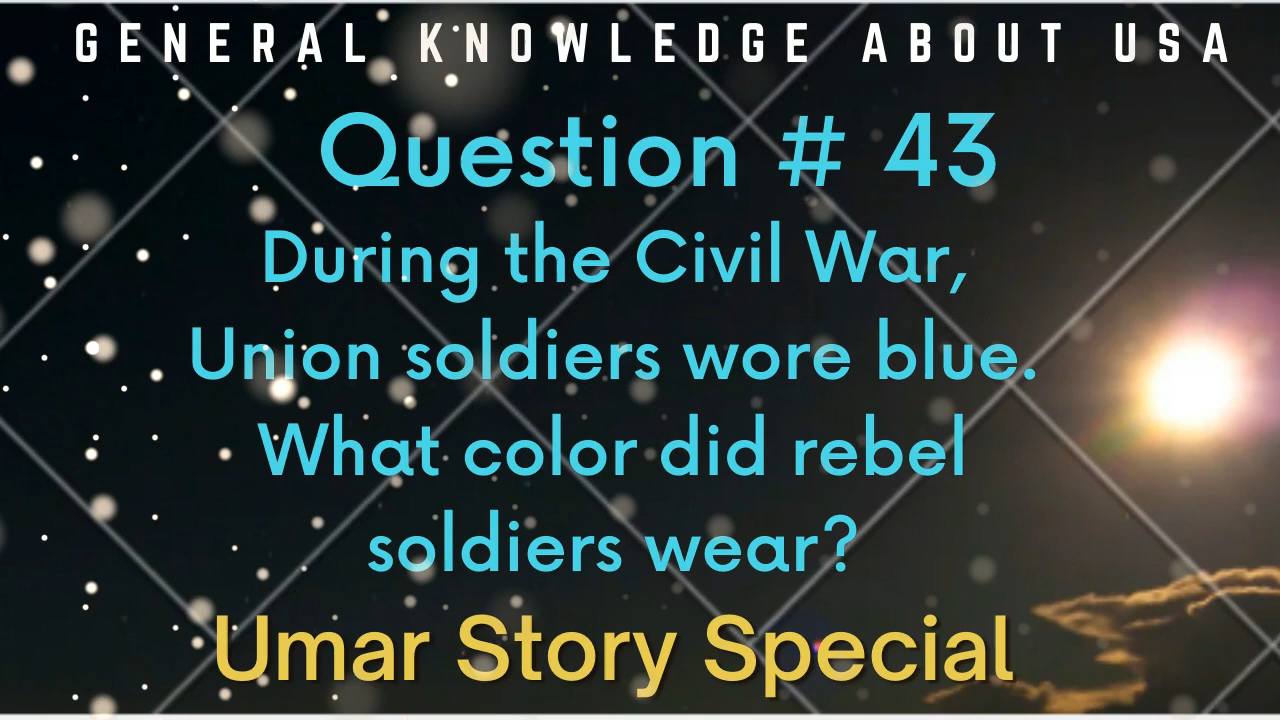 GENERAL KNOWLEDGE ABOUT USA
Question # 43
During the Civil War,
Union soldiers wore blue.
What color did rebel
soldiers wear?
Umar Story Special